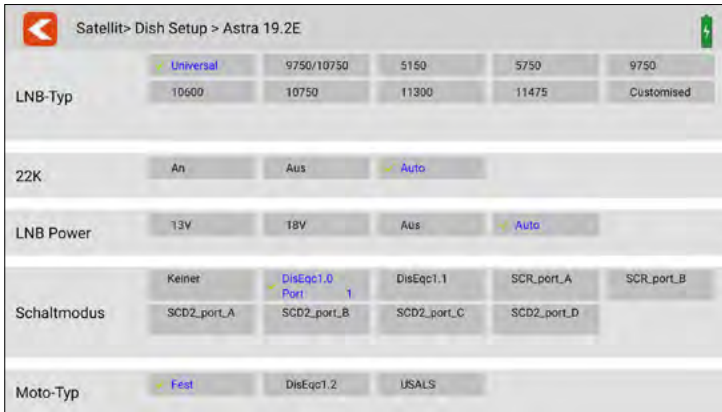 Satellit> Dish Setup > Astra 19.2E
LNB-Typ
Universal 9750/10750 5150 5750 9750
10600 10750 11300 11475 Customised
22K
An Aus Auto
LNB Power
13V 18V Aus Auto
Schaltmodus
Keiner DisEqc1.0 Port 1 DisEqc1.1 SCR_port_A SCR_port_B
SCD2_port_A SCD2_port_B SCD2_port_C SCD2_port_D
Moto-Typ
Fest DisEqc1.2 USALS